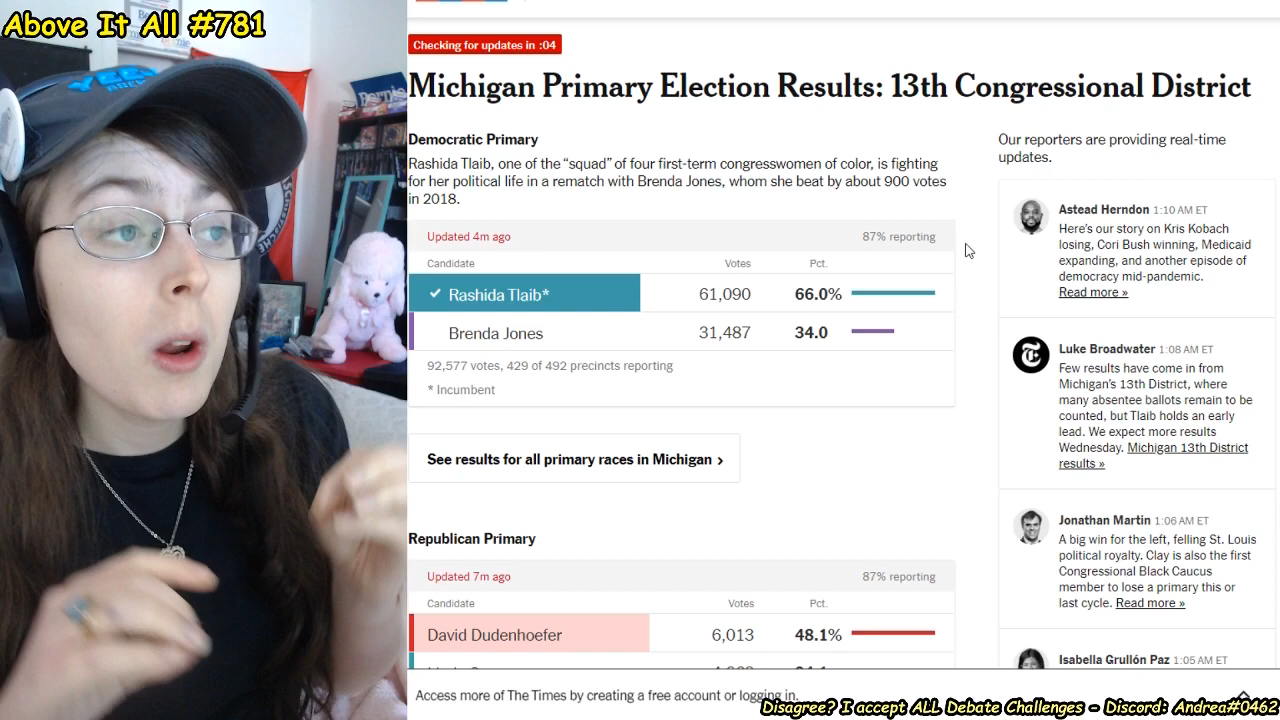 Above It All #781
YES!
BREW
Bernie
Checking for updates in :04
Michigan Primary Election Results: 13th Congressional District
Democratic Primary
Rashida Tlaib, one of the “squad” of four first-term congresswomen of color, is fighting
for her political life in a rematch with Brenda Jones, whom she beat by about 900 votes
in 2018.
Updated 4m ago 87% reporting
Candidate Votes Pct.
Rashida Tlaib* 61,090 66.0%
Brenda Jones 31,487 34.0
92,577 votes, 429 of 492 precincts reporting
* Incumbent
See results for all primary races in Michigan ›
Republican Primary
Updated 7m ago 87% reporting
Candidate Votes Pct.
David Dudenhoefer 6,013 48.1%
Access more of The Times by creating a free account or logging in.
Our reporters are providing real-time
updates.
Astead Herndon 1:10 AM ET
Here’s our story on Kris Kobach
losing, Cori Bush winning, Medicaid
expanding, and another episode of
democracy mid-pandemic.
Read more »
Luke Broadwater 1:08 AM ET
Few results have come in from
Michigan’s 13th District, where
many absentee ballots remain to be
counted, but Tlaib holds an early
lead. We expect more results
Wednesday. Michigan 13th District
results »
Jonathan Martin 1:06 AM ET
A big win for the left, felling St. Louis
political royalty. Clay is also the first
Congressional Black Caucus
member to lose a primary this or
last cycle. Read more »
Isabella Grullón Paz 1:05 AM ET
Disagree? I accept ALL Debate Challenges - Discord: Andrea#0462